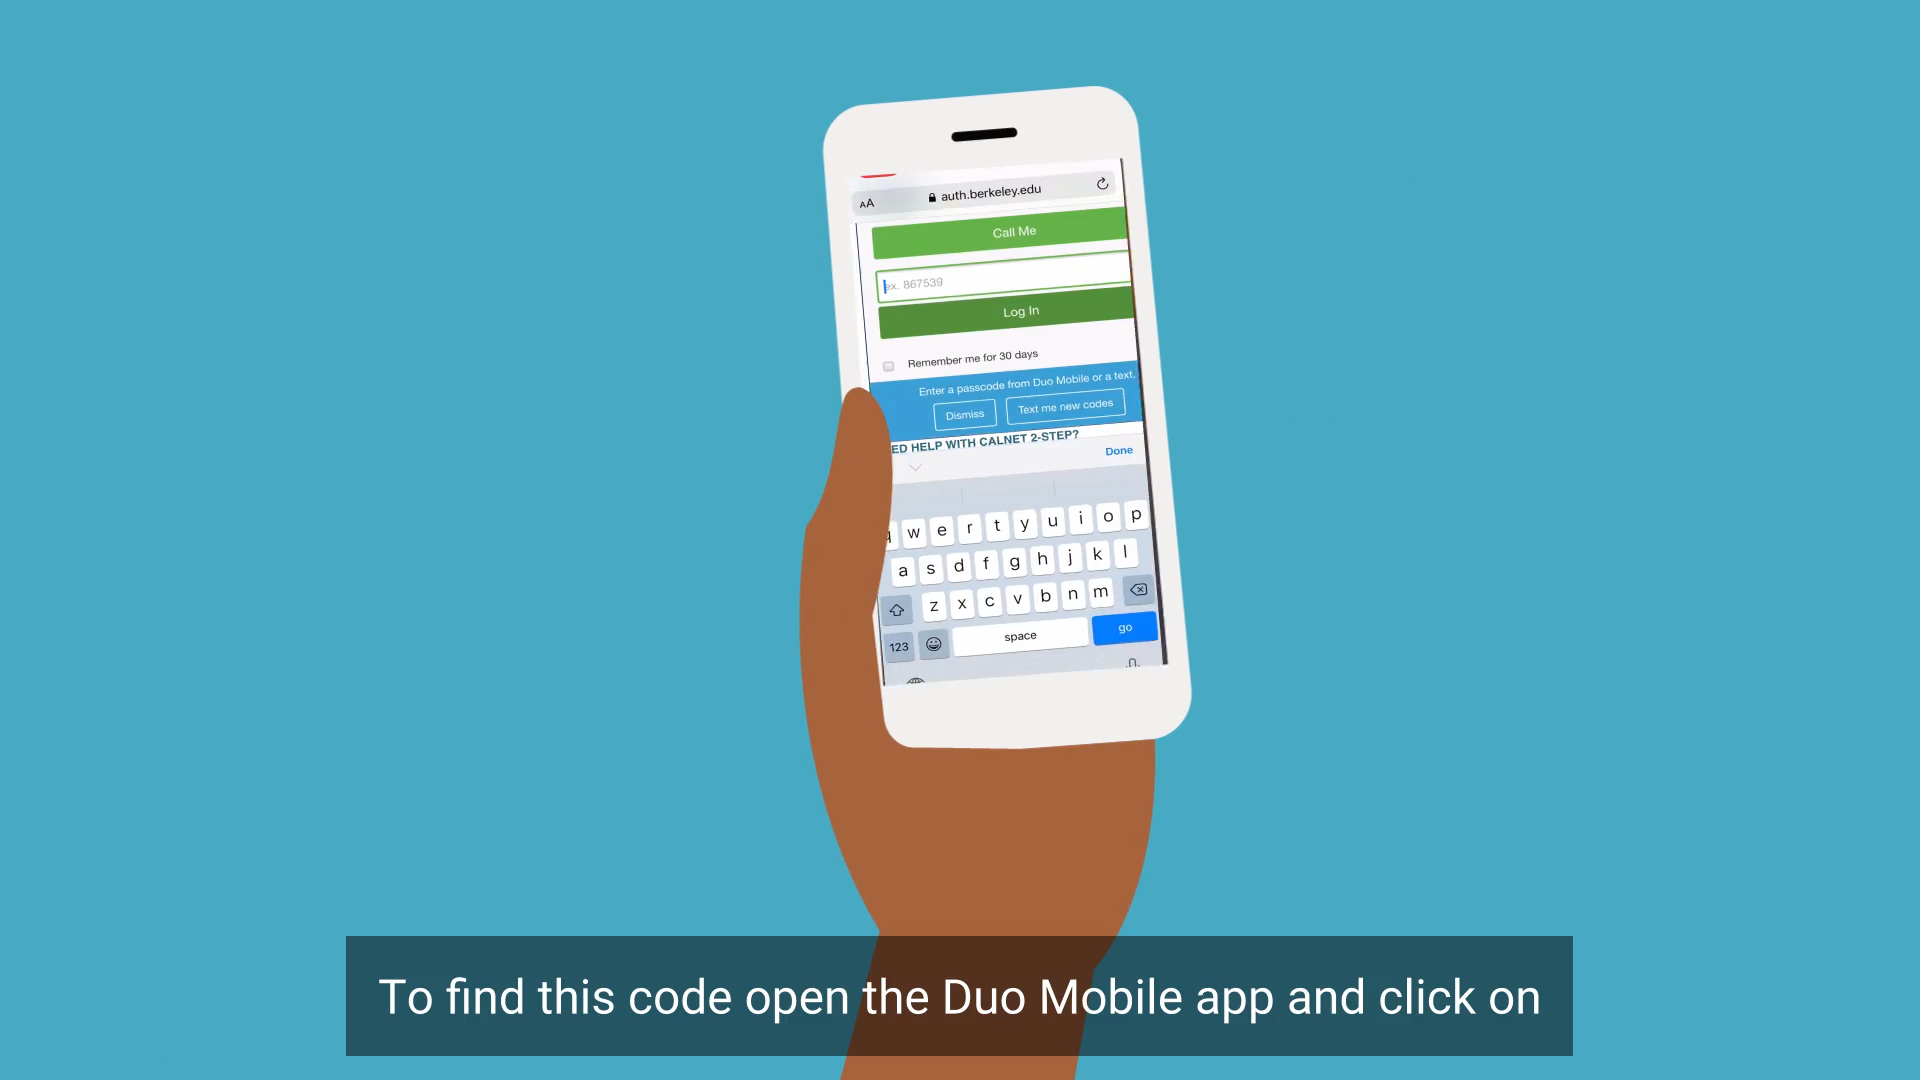 AA auth.berkeley.edu
Call Me
ex. 867539
Log In
Remember me for 30 days
Enter a passcode from Duo Mobile or a text.
Dismiss Text me new codes
ED HELP WITH CALNET 2-STEP?
Done
q w e r t y u i o p
a s d f g h j k l
z x c v b n m
123 space go
To find this code open the Duo Mobile app and click on